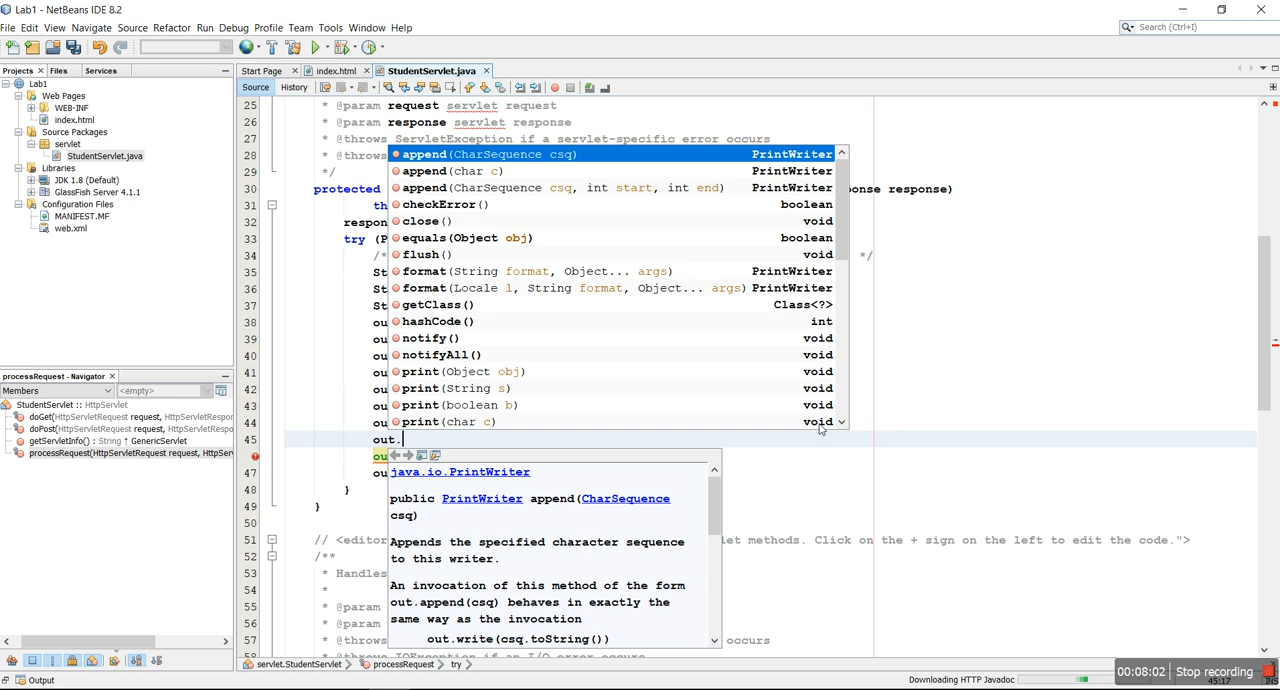 Lab1 - NetBeans IDE 8.2
File Edit View Navigate Source Refactor Run Debug Profile Team Tools Window Help
Search (Ctrl+I)
Projects Files Services
Start Page index.html StudentServlet.java
Source History
Lab1
Web Pages
WEB-INF
index.html
Source Packages
servlet
StudentServlet.java
Libraries
JDK 1.8 (Default)
GlassFish Server 4.1.1
Configuration Files
MANIFEST.MF
web.xml
processRequest - Navigator
Members <empty>
StudentServlet :: HttpServlet
doGet(HttpServletRequest request, HttpServletRespor
doPost(HttpServletRequest request, HttpServletRespo
getServletInfo() : String ↑ GenericServlet
processRequest(HttpServletRequest request, HttpServ
25 * @param request servlet request
26 * @param response servlet response
27 * @throws ServletException if a servlet-specific error occurs
28 * @throws
29 */
30 protected onse response)
31 th
32 respon
33 try (P
34 /* */
35 St
36 St
37 St
38 ou
39 ou
40 ou
41 ou
42 ou
43 ou
44 ou
45 out.
ou
47 ou
48 }
49 }
50
51 // <editor let methods. Click on the + sign on the left to edit the code.">
52 /**
53 * Handles
54 *
55 * @param
56 * @param
57 * @throws occurs
58 * @throws IOException if an I/O error occurs
append(CharSequence csq) PrintWriter
append(char c) PrintWriter
append(CharSequence csq, int start, int end) PrintWriter
checkError() boolean
close() void
equals(Object obj) boolean
flush() void
format(String format, Object... args) PrintWriter
format(Locale l, String format, Object... args) PrintWriter
getClass() Class<?>
hashCode() int
notify() void
notifyAll() void
print(Object obj) void
print(String s) void
print(boolean b) void
print(char c) void
java.io.PrintWriter
public PrintWriter append(CharSequence
csq)
Appends the specified character sequence
to this writer.
An invocation of this method of the form
out.append(csq) behaves in exactly the
same way as the invocation
out.write(csq.toString())
servlet.StudentServlet processRequest try
Output
Downloading HTTP Javadoc
00:08:02 Stop recording
45:17 INS